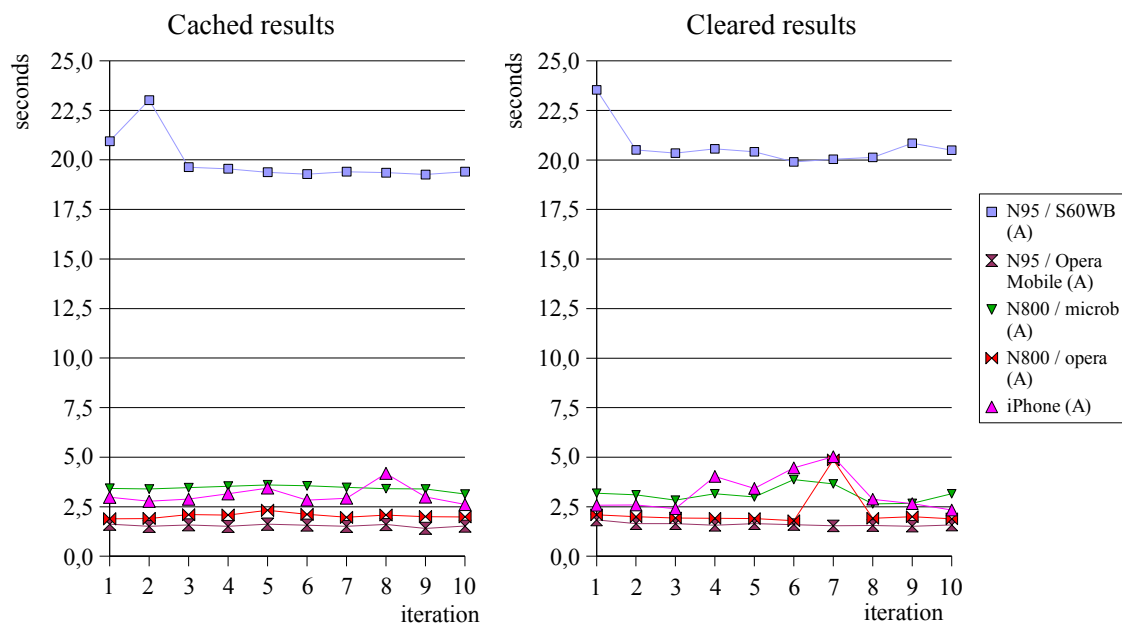 Cached results
seconds
25,0
22,5
20,0
17,5
15,0
12,5
10,0
7,5
5,0
2,5
0,0
1 2 3 4 5 6 7 8 9 10
iteration
Cleared results
seconds
25,0
22,5
20,0
17,5
15,0
12,5
10,0
7,5
5,0
2,5
0,0
1 2 3 4 5 6 7 8 9 10
iteration
N95 / S60WB
(A)
N95 / Opera
Mobile (A)
N800 / microb
(A)
N800 / opera
(A)
iPhone (A)